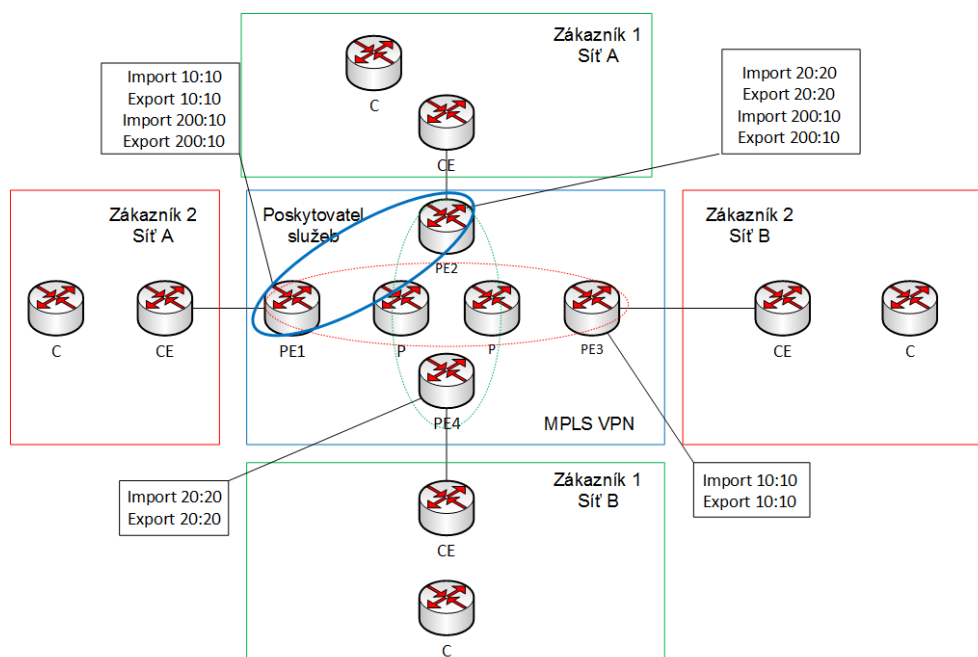 Zákazník 1
Síť A
C
CE
Import 10:10
Export 10:10
Import 200:10
Export 200:10
Import 20:20
Export 20:20
Import 200:10
Export 200:10
Zákazník 2
Síť A
C
CE
Poskytovatel
služeb
PE2
PE1
P
P
PE3
PE4
MPLS VPN
Zákazník 2
Síť B
CE
C
Import 20:20
Export 20:20
Import 10:10
Export 10:10
Zákazník 1
Síť B
CE
C